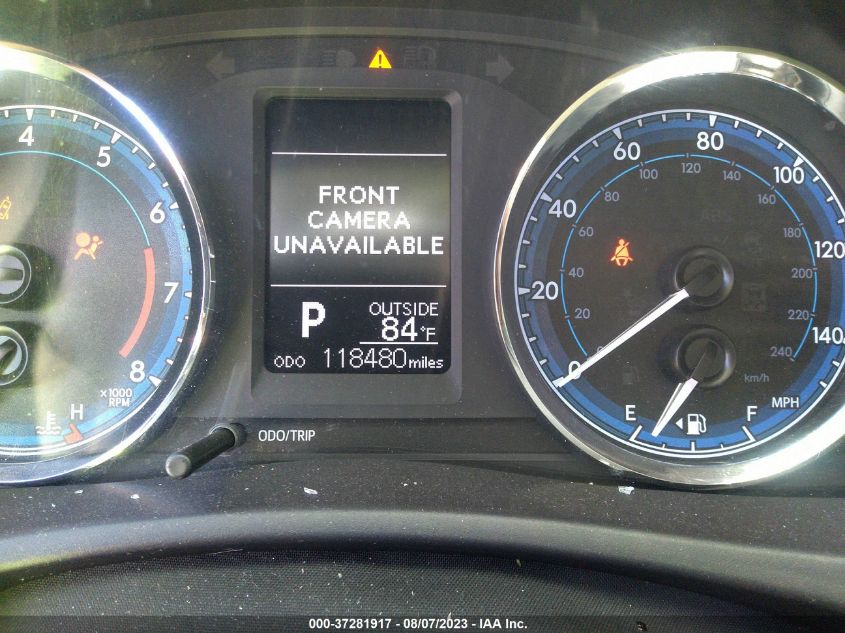 FRONT
CAMERA
UNAVAILABLE
P
OUTSIDE
84°F
ODO 118480 miles
4
5
6
7
8
x1000
RPM
H
ODO/TRIP
0
20
40
60
80
100
120
140
20
40
60
80
100
120
140
160
180
200
220
240
km/h
MPH
E
F
000-37281917 - 08/07/2023 - IAA Inc.